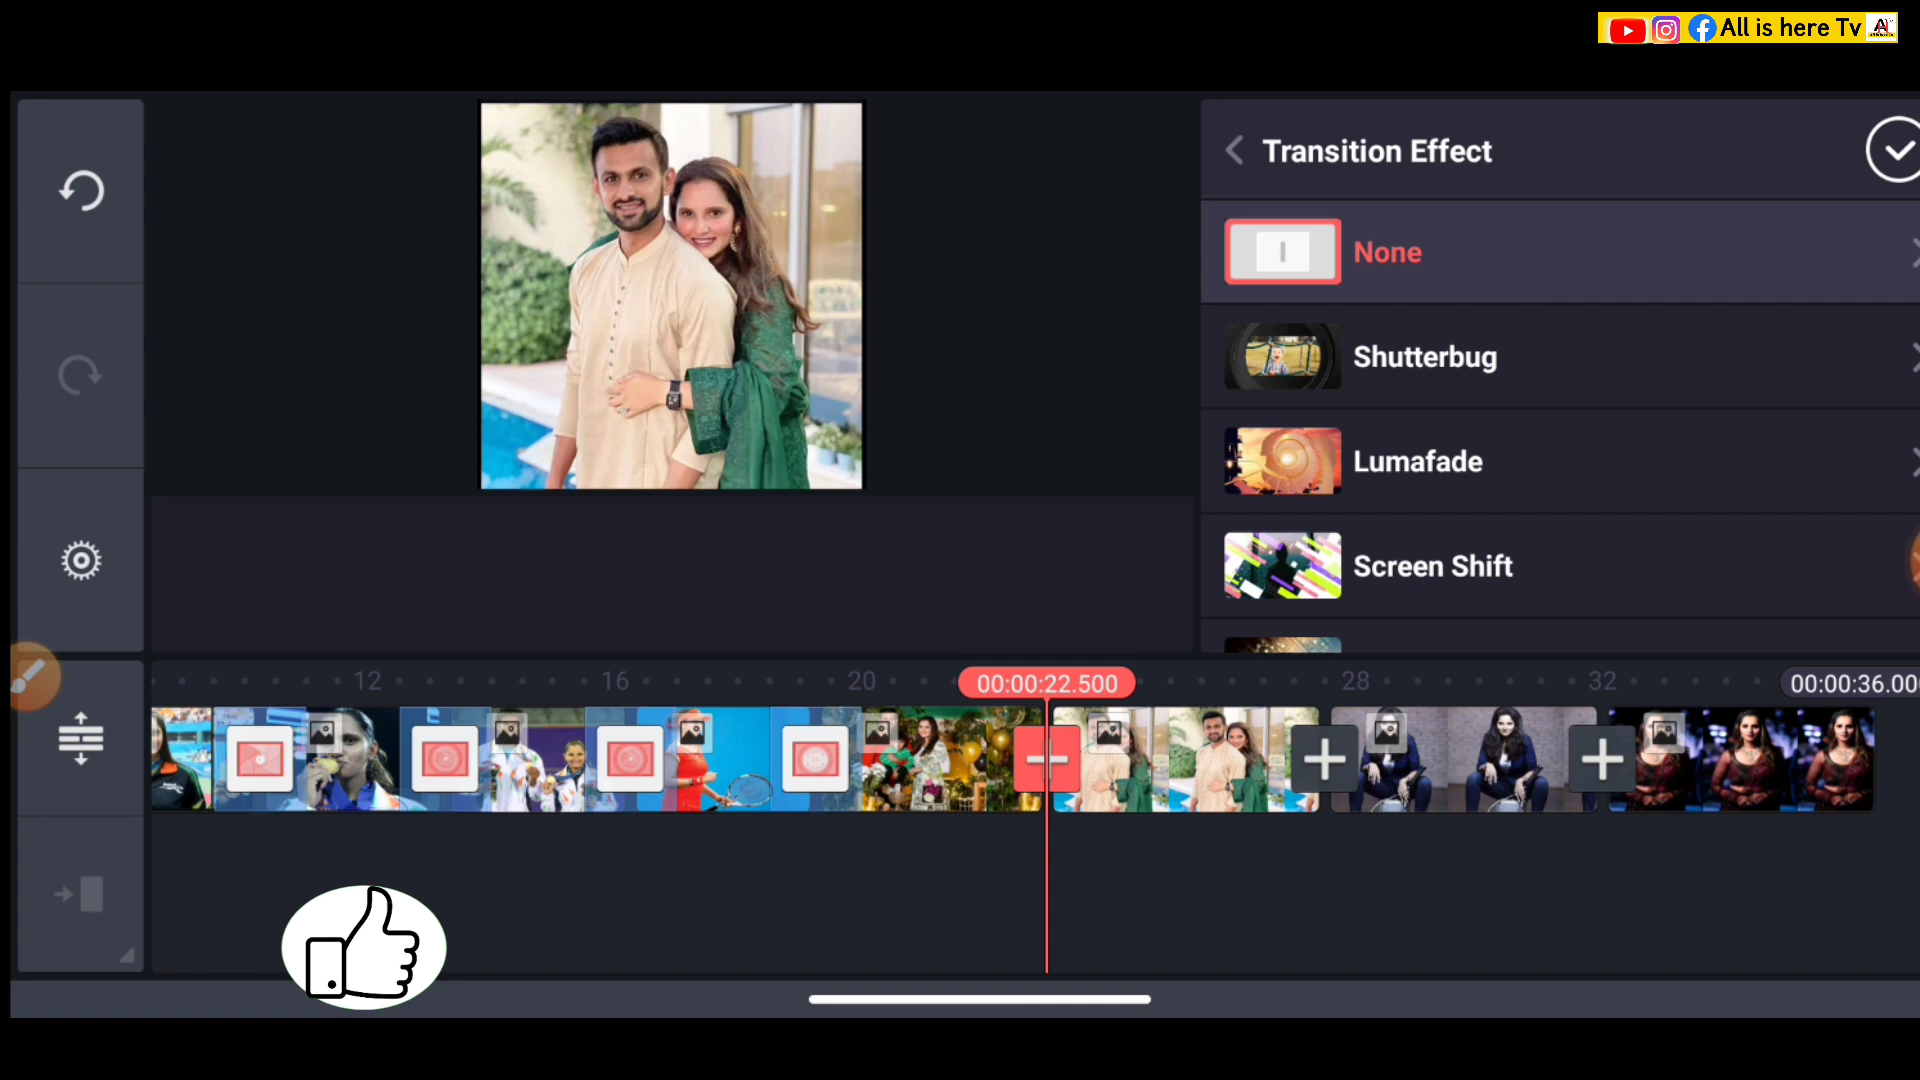 All is here Tv
Transition Effect
None
Shutterbug
Lumafade
Screen Shift
12
16
20
00:00:22.500
28
32
00:00:36.00